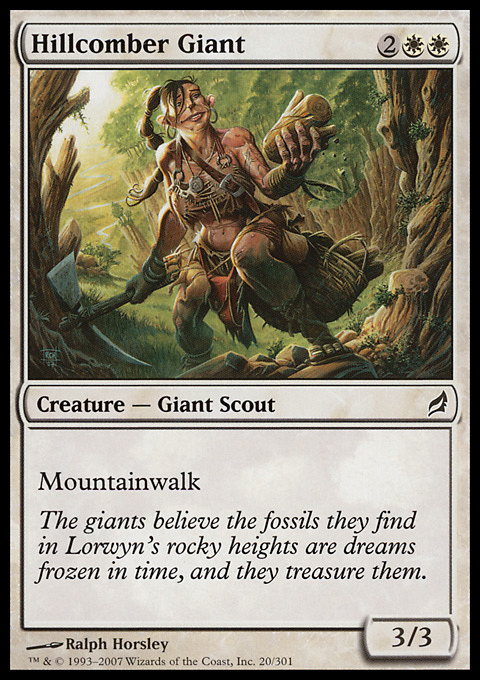 Hillcomber Giant 2
Creature — Giant Scout
Mountainwalk
The giants believe the fossils they find
in Lorwyn's rocky heights are dreams
frozen in time, and they treasure them.
Ralph Horsley
3/3
™ & © 1993–2007 Wizards of the Coast, Inc. 20/301